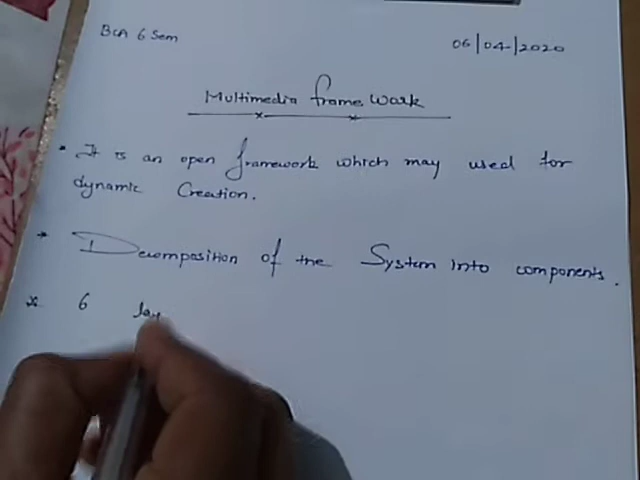 BCA 6 Sem
06/04/2020
Multimedia frame Work
• It is an open framework which may used for
dynamic Creation.
* Decomposition of the System into components.
* 6 lay